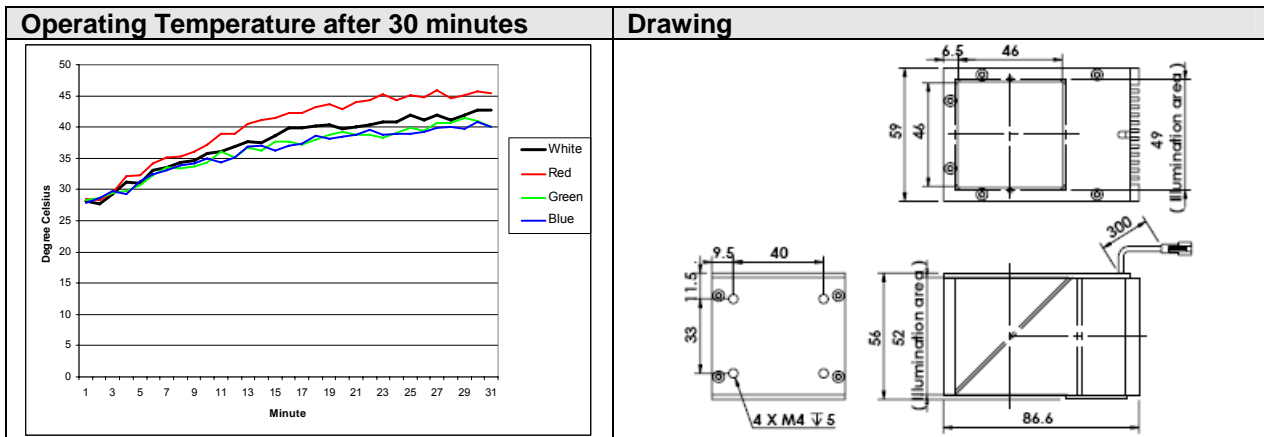 Operating Temperature after 30 minutes
Drawing
50
45
40
35
30
25
20
15
10
5
0
Degree Celsius
1 3 5 7 9 11 13 15 17 19 21 23 25 27 29 31
Minute
White
Red
Green
Blue
6.5 46
59
46
49
( Illumination area )
300
9.5 40
11.5
33
4 X M4 ↧ 5
56
52
( Illumination area )
86.6